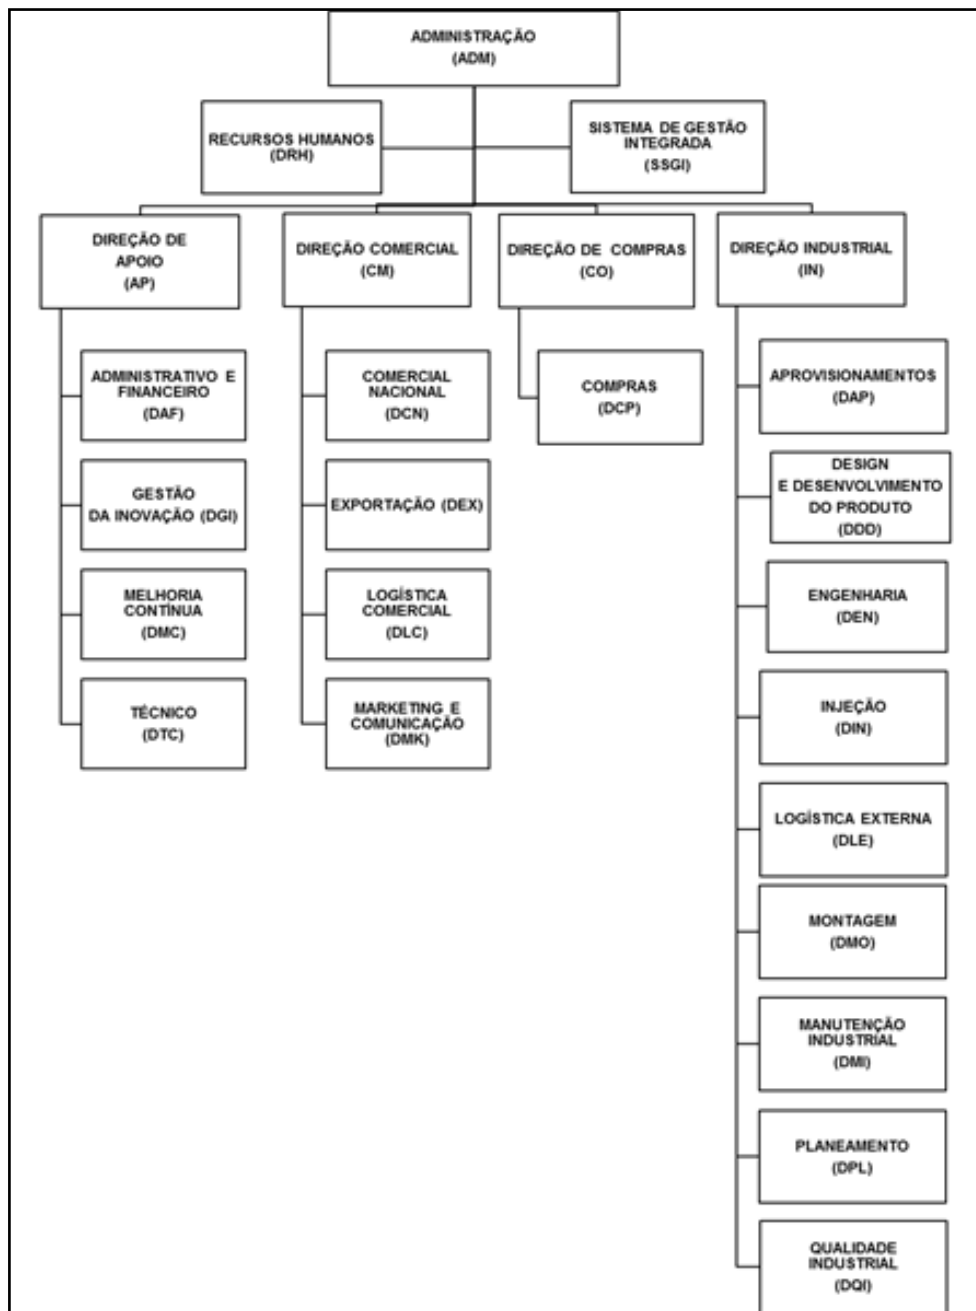 ADMINISTRAÇÃO
(ADM)
RECURSOS HUMANOS
(DRH)
SISTEMA DE GESTÃO
INTEGRADA
(SSGI)
DIREÇÃO DE
APOIO
(AP)
DIREÇÃO COMERCIAL
(CM)
DIREÇÃO DE COMPRAS
(CO)
DIREÇÃO INDUSTRIAL
(IN)
ADMINISTRATIVO E
FINANCEIRO
(DAF)
GESTÃO
DA INOVAÇÃO (DGI)
MELHORIA
CONTÍNUA
(DMC)
TÉCNICO
(DTC)
COMERCIAL
NACIONAL
(DCN)
EXPORTAÇÃO (DEX)
LOGÍSTICA
COMERCIAL
(DLC)
MARKETING E
COMUNICAÇÃO
(DMK)
COMPRAS
(DCP)
APROVISIONAMENTOS
(DAP)
DESIGN
E DESENVOLVIMENTO
DO PRODUTO
(DDD)
ENGENHARIA
(DEN)
INJEÇÃO
(DIN)
LOGÍSTICA EXTERNA
(DLE)
MONTAGEM
(DMO)
MANUTENÇÃO
INDUSTRIAL
(DMI)
PLANEAMENTO
(DPL)
QUALIDADE
INDUSTRIAL
(DQI)